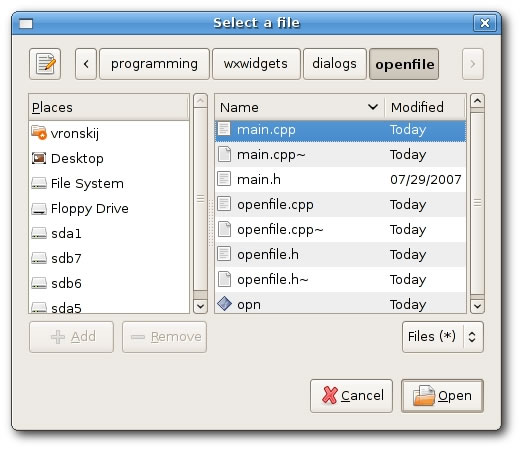 Select a file
programming wxwidgets dialogs openfile
Places
vronskij
Desktop
File System
Floppy Drive
sda1
sdb7
sdb6
sda5
Name Modified
main.cpp Today
main.cpp~ Today
main.h 07/29/2007
openfile.cpp Today
openfile.cpp~ Today
openfile.h Today
openfile.h~ Today
opn Today
Add Remove Files (*)
Cancel Open